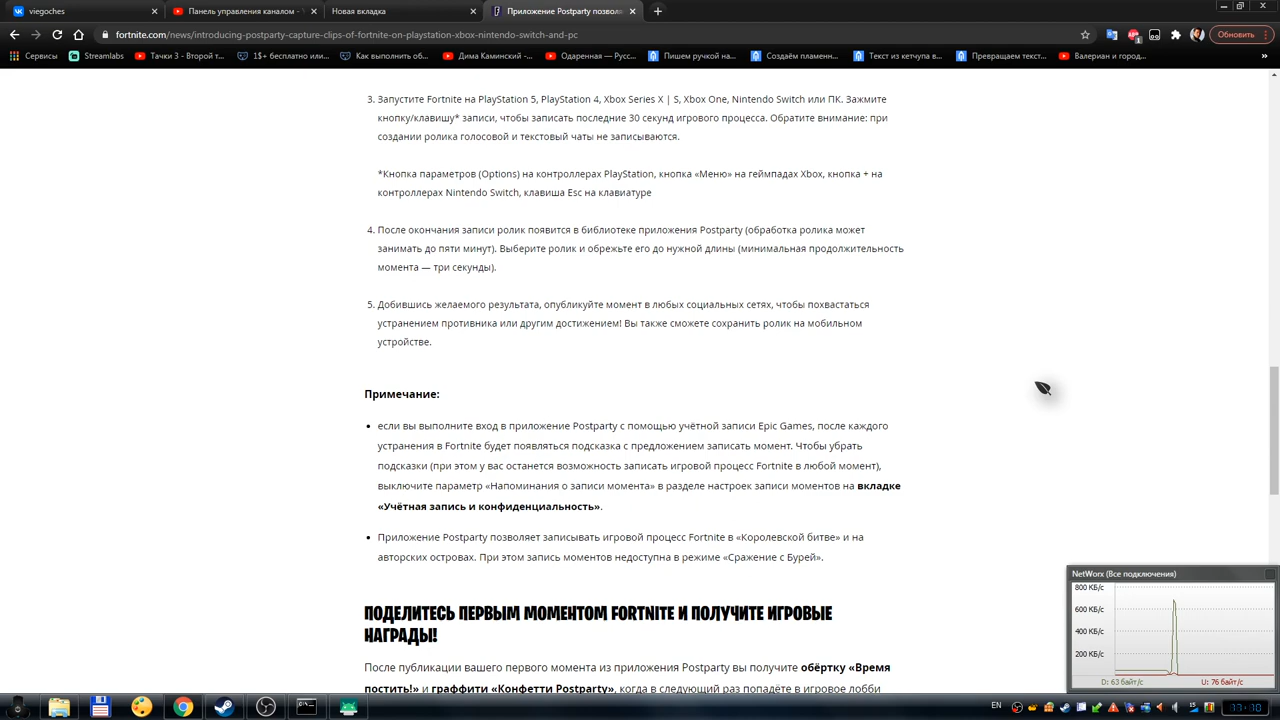 viegoches
Панель управления каналом - Y
Новая вкладка
Приложение Postparty позволя
fortnite.com/news/introducing-postparty-capture-clips-of-fortnite-on-playstation-xbox-nintendo-switch-and-pc
Обновить
Сервисы
Streamlabs
Тачки 3 - Второй т...
1$+ бесплатно или...
Как выполнить об...
Дима Каминский -...
Одаренная — Русс...
Пишем ручкой на...
Создаём пламенн...
Текст из кетчупа в...
Превращаем текст...
Валериан и город...
3. Запустите Fortnite на PlayStation 5, PlayStation 4, Xbox Series X | S, Xbox One, Nintendo Switch или ПК. Зажмите
кнопку/клавишу* записи, чтобы записать последние 30 секунд игрового процесса. Обратите внимание: при
создании ролика голосовой и текстовый чаты не записываются.
*Кнопка параметров (Options) на контроллерах PlayStation, кнопка «Меню» на геймпадах Xbox, кнопка + на
контроллерах Nintendo Switch, клавиша Esc на клавиатуре
4. После окончания записи ролик появится в библиотеке приложения Postparty (обработка ролика может
занимать до пяти минут). Выберите ролик и обрежьте его до нужной длины (минимальная продолжительность
момента — три секунды).
5. Добившись желаемого результата, опубликуйте момент в любых социальных сетях, чтобы похвастаться
устранением противника или другим достижением! Вы также сможете сохранить ролик на мобильном
устройстве.
Примечание:
• если вы выполните вход в приложение Postparty с помощью учётной записи Epic Games, после каждого
устранения в Fortnite будет появляться подсказка с предложением записать момент. Чтобы убрать
подсказки (при этом у вас останется возможность записать игровой процесс Fortnite в любой момент),
выключите параметр «Напоминания о записи момента» в разделе настроек записи моментов на вкладке
«Учётная запись и конфиденциальность».
• Приложение Postparty позволяет записывать игровой процесс Fortnite в «Королевской битве» и на
авторских островах. При этом запись моментов недоступна в режиме «Сражение с Бурей».
ПОДЕЛИТЕСЬ ПЕРВЫМ МОМЕНТОМ FORTNITE И ПОЛУЧИТЕ ИГРОВЫЕ
НАГРАДЫ!
После публикации вашего первого момента из приложения Postparty вы получите обёртку «Время
постить!» и граффити «Конфетти Postparty», когда в следующий раз попадёте в игровое лобби
NetWorx (Все подключения)
800 КБ/с
600 КБ/с
400 КБ/с
200 КБ/с
D: 63 байт/с
U: 76 байт/с
EN